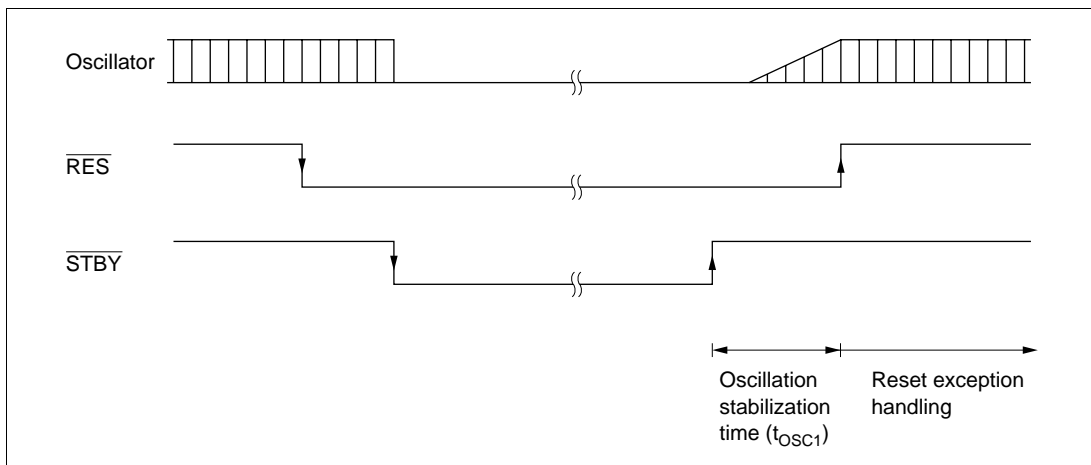 Oscillator
RES
STBY
Oscillation
stabilization
time (tOSC1)
Reset exception
handling